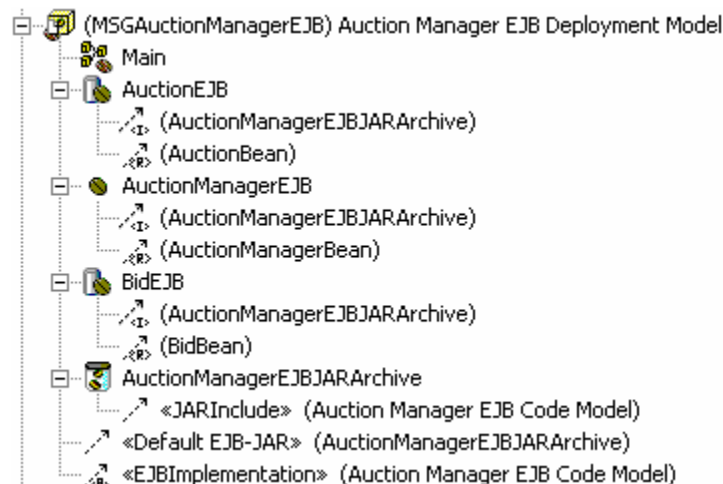 (MSGAuctionManagerEJB) Auction Manager EJB Deployment Model
Main
AuctionEJB
(AuctionManagerEJBJARArchive)
(AuctionBean)
AuctionManagerEJB
(AuctionManagerEJBJARArchive)
(AuctionManagerBean)
BidEJB
(AuctionManagerEJBJARArchive)
(BidBean)
AuctionManagerEJBJARArchive
«JARInclude» (Auction Manager EJB Code Model)
«Default EJB-JAR» (AuctionManagerEJBJARArchive)
«EJBImplementation» (Auction Manager EJB Code Model)